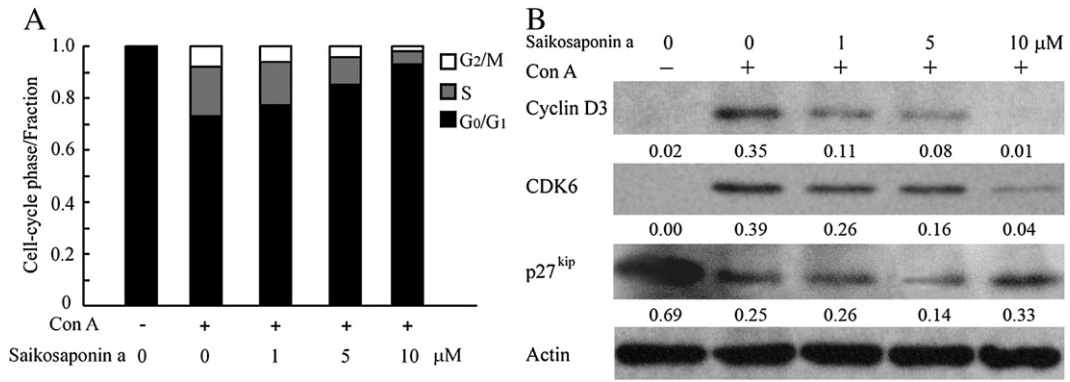 A
1.0
0.8
0.6
0.4
0.2
0
Cell-cycle phase/Fraction
G2/M
S
G0/G1
Con A - + + + +
Saikosaponin a 0 0 1 5 10 μM
B
Saikosaponin a 0 0 1 5 10 μM
Con A − + + + +
Cyclin D3
0.02 0.35 0.11 0.08 0.01
CDK6
0.00 0.39 0.26 0.16 0.04
p27kip
0.69 0.25 0.26 0.14 0.33
Actin